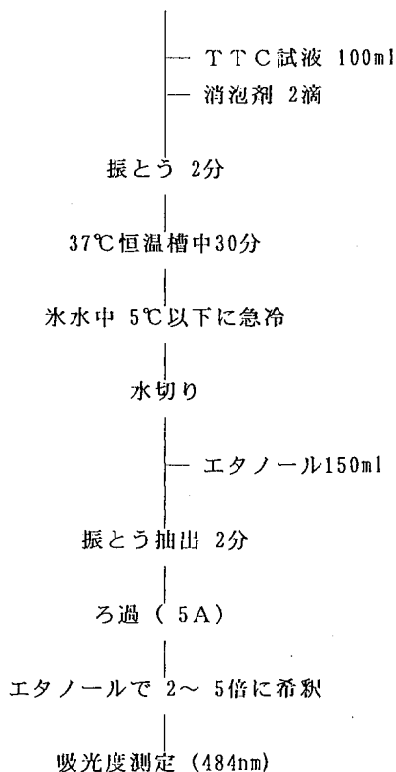 TTC試液 100ml
消泡剤 2滴
振とう 2分
37℃恒温槽中30分
氷水中 5℃以下に急冷
水切り
エタノール150ml
振とう抽出 2分
ろ過 ( 5A)
エタノールで 2～ 5倍に希釈
吸光度測定 (484nm)